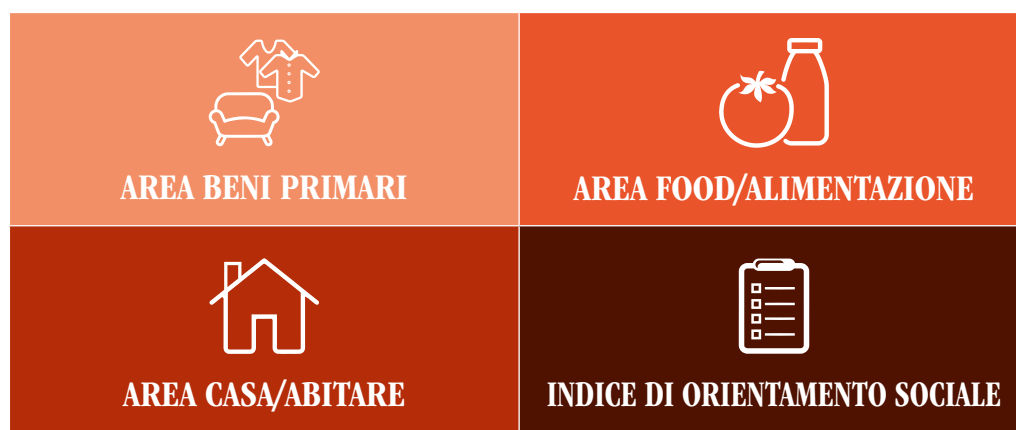 AREA BENI PRIMARI
AREA FOOD/ALIMENTAZIONE
AREA CASA/ABITARE
INDICE DI ORIENTAMENTO SOCIALE